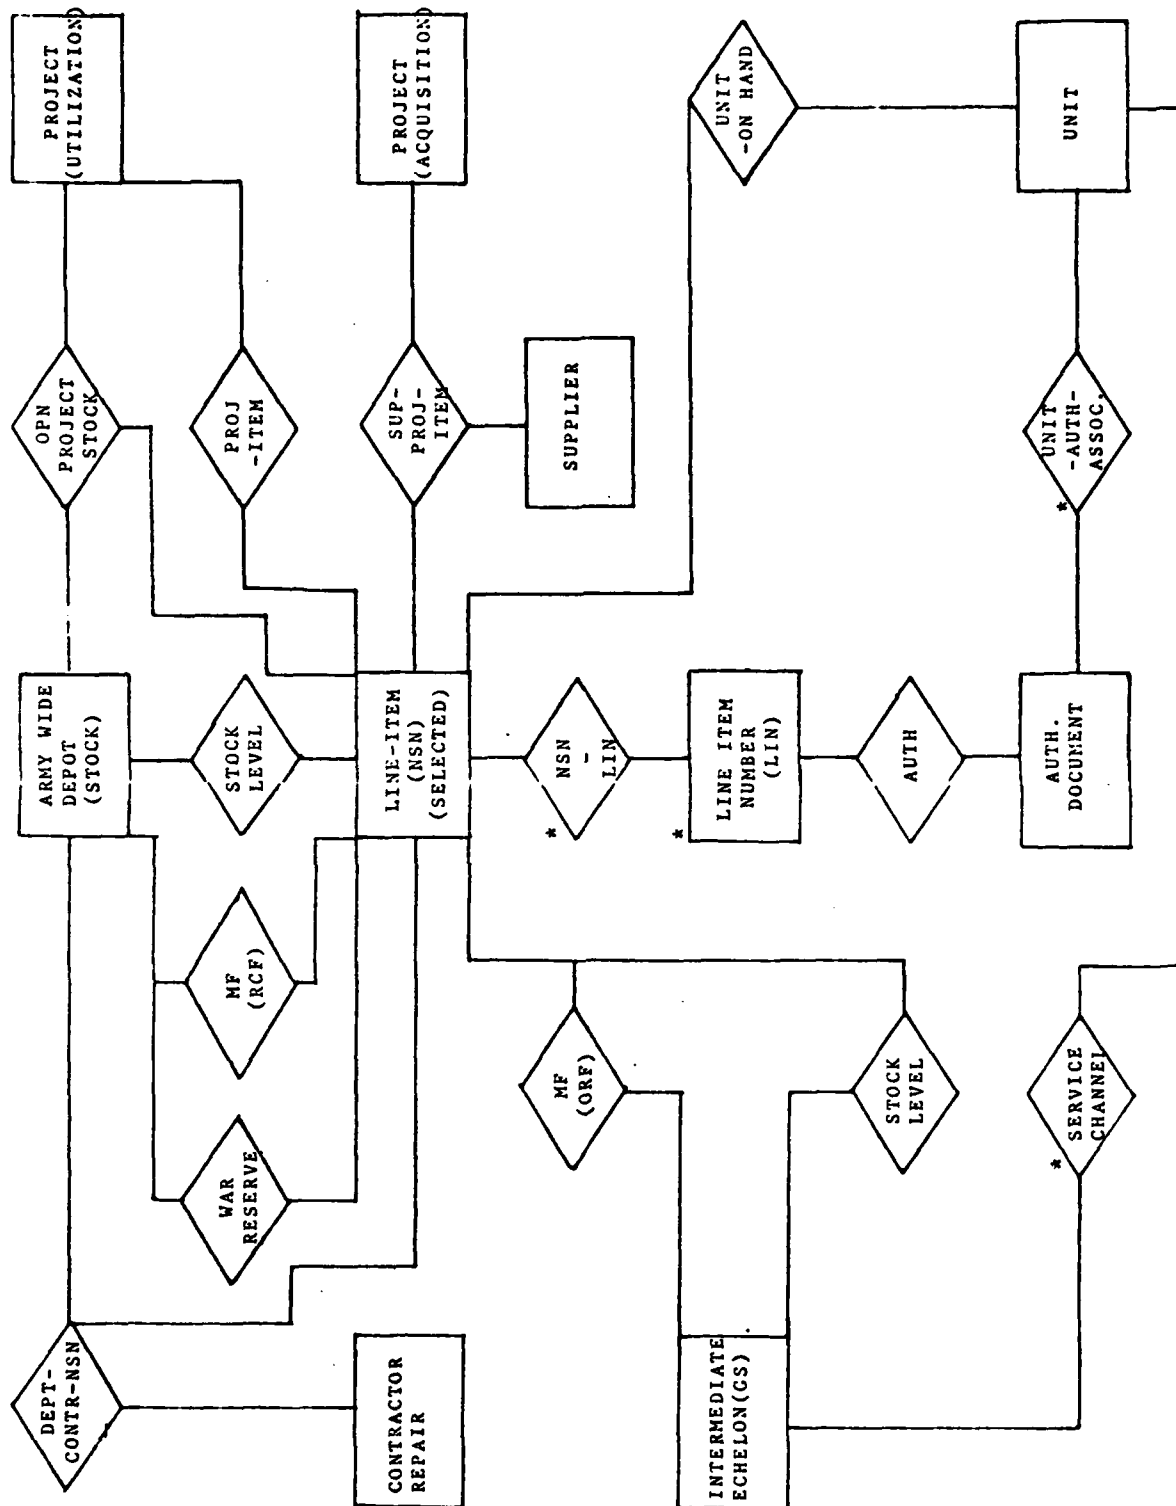 DEPT-
CONTR-NSN
ARMY WIDE
DEPOT
(STOCK)
OPN
PROJECT
STOCK
PROJECT
(UTILIZATION)
WAR
RESERVE
MF
(RCF)
STOCK
LEVEL
PROJ
-ITEM
CONTRACTOR
REPAIR
LINE-ITEM
(NSN)
(SELECTED)
SUP-
PROJ-
ITEM
PROJECT
(ACQUISITION)
SUPPLIER
MF
(ORF)
*
NSN
-
LIN
UNIT
-ON HAND
INTERMEDIATE
ECHELON(GS)
*
LINE ITEM
NUMBER
(LIN)
STOCK
LEVEL
AUTH
*
SERVICE
CHANNEL
AUTH.
DOCUMENT
*
UNIT
-AUTH-
ASSOC.
UNIT